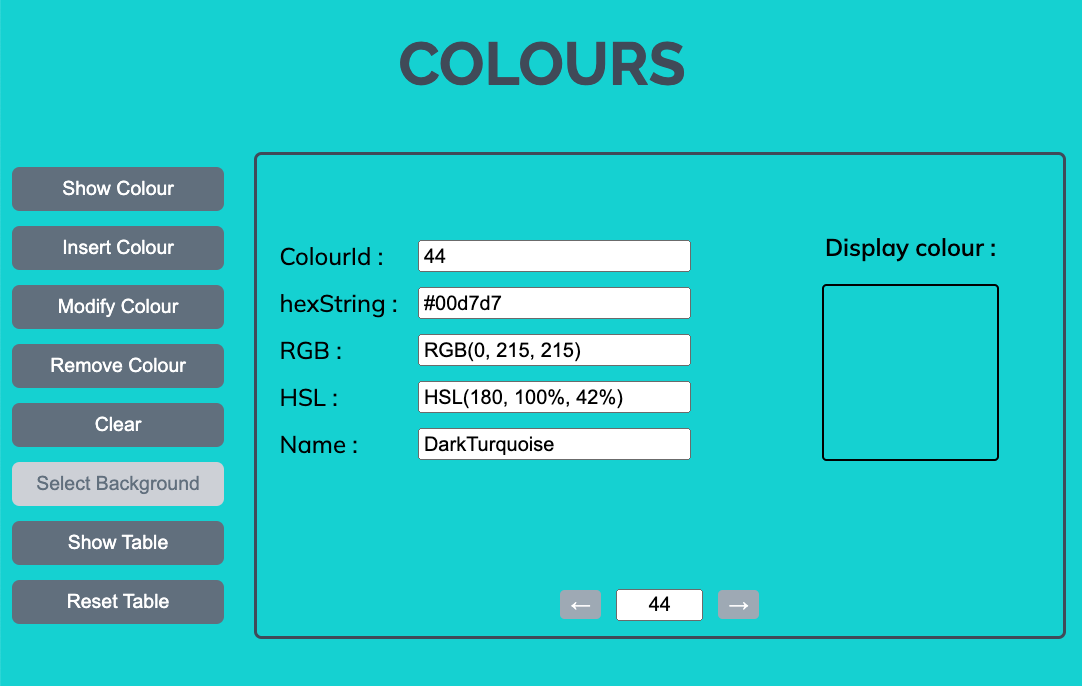 COLOURS
Show Colour
Insert Colour
Modify Colour
Remove Colour
Clear
Select Background
Show Table
Reset Table
ColourId : 44
hexString : #00d7d7
RGB : RGB(0, 215, 215)
HSL : HSL(180, 100%, 42%)
Name : DarkTurquoise
Display colour :
← 44 →